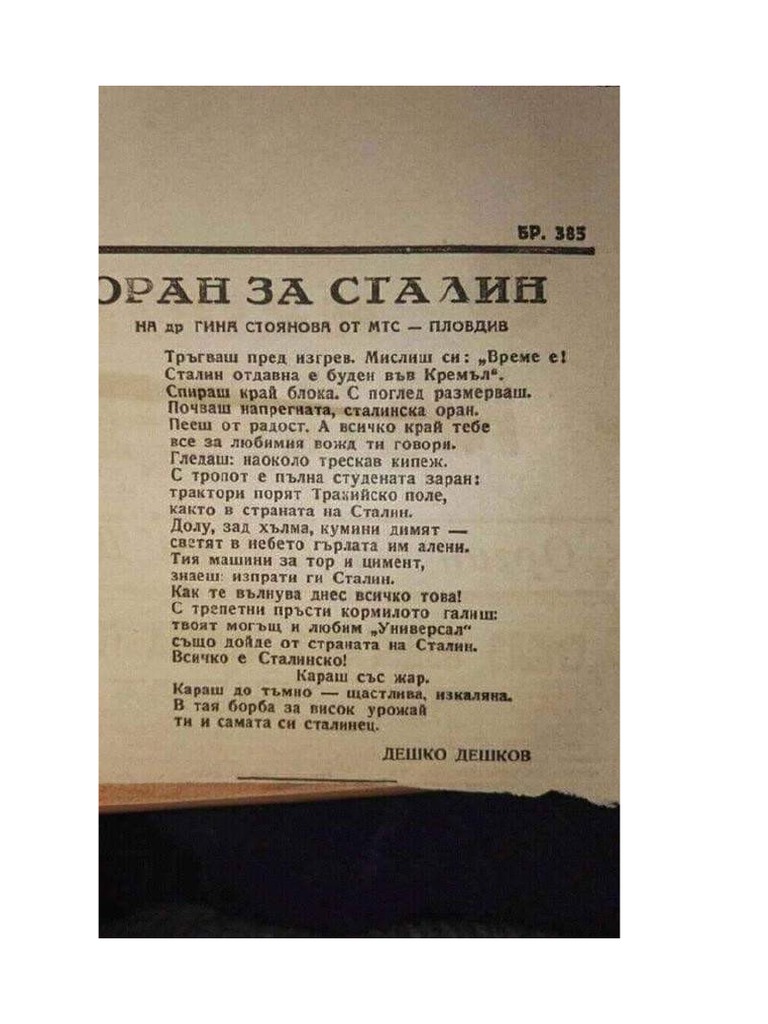 БР. 385
ОРАН ЗА СТАЛИН
НА др ГИНА СТОЯНОВА ОТ МТС — ПЛОВДИВ
Тръгваш пред изгрев. Мислиш си: „Време е!
Сталин отдавна е буден във Кремъл“.
Спираш край блока. С поглед размерваш.
Почваш напрегната, сталинска оран.
Пееш от радост. А всичко край тебе
все за любимия вожд ти говори.
Гледаш: наоколо трескав кипеж.
С тропот е пълна студената заран:
трактори порят Тракийско поле,
както в страната на Сталин.
Долу, зад хълма, кумини димят —
светят в небето гърлата им алени.
Тия машини за тор и цимент,
знаеш: изпрати ги Сталин.
Как те вълнува днес всичко това!
С трепетни пръсти кормилото галиш:
твоят могъщ и любим „Универсал“
също дойде от страната на Сталин.
Всичко е Сталинско!
Караш със жар.
Караш до тъмно — щастлива, изкаляна.
В тая борба за висок урожай
ти и самата си сталинец.
ДЕШКО ДЕШКОВ